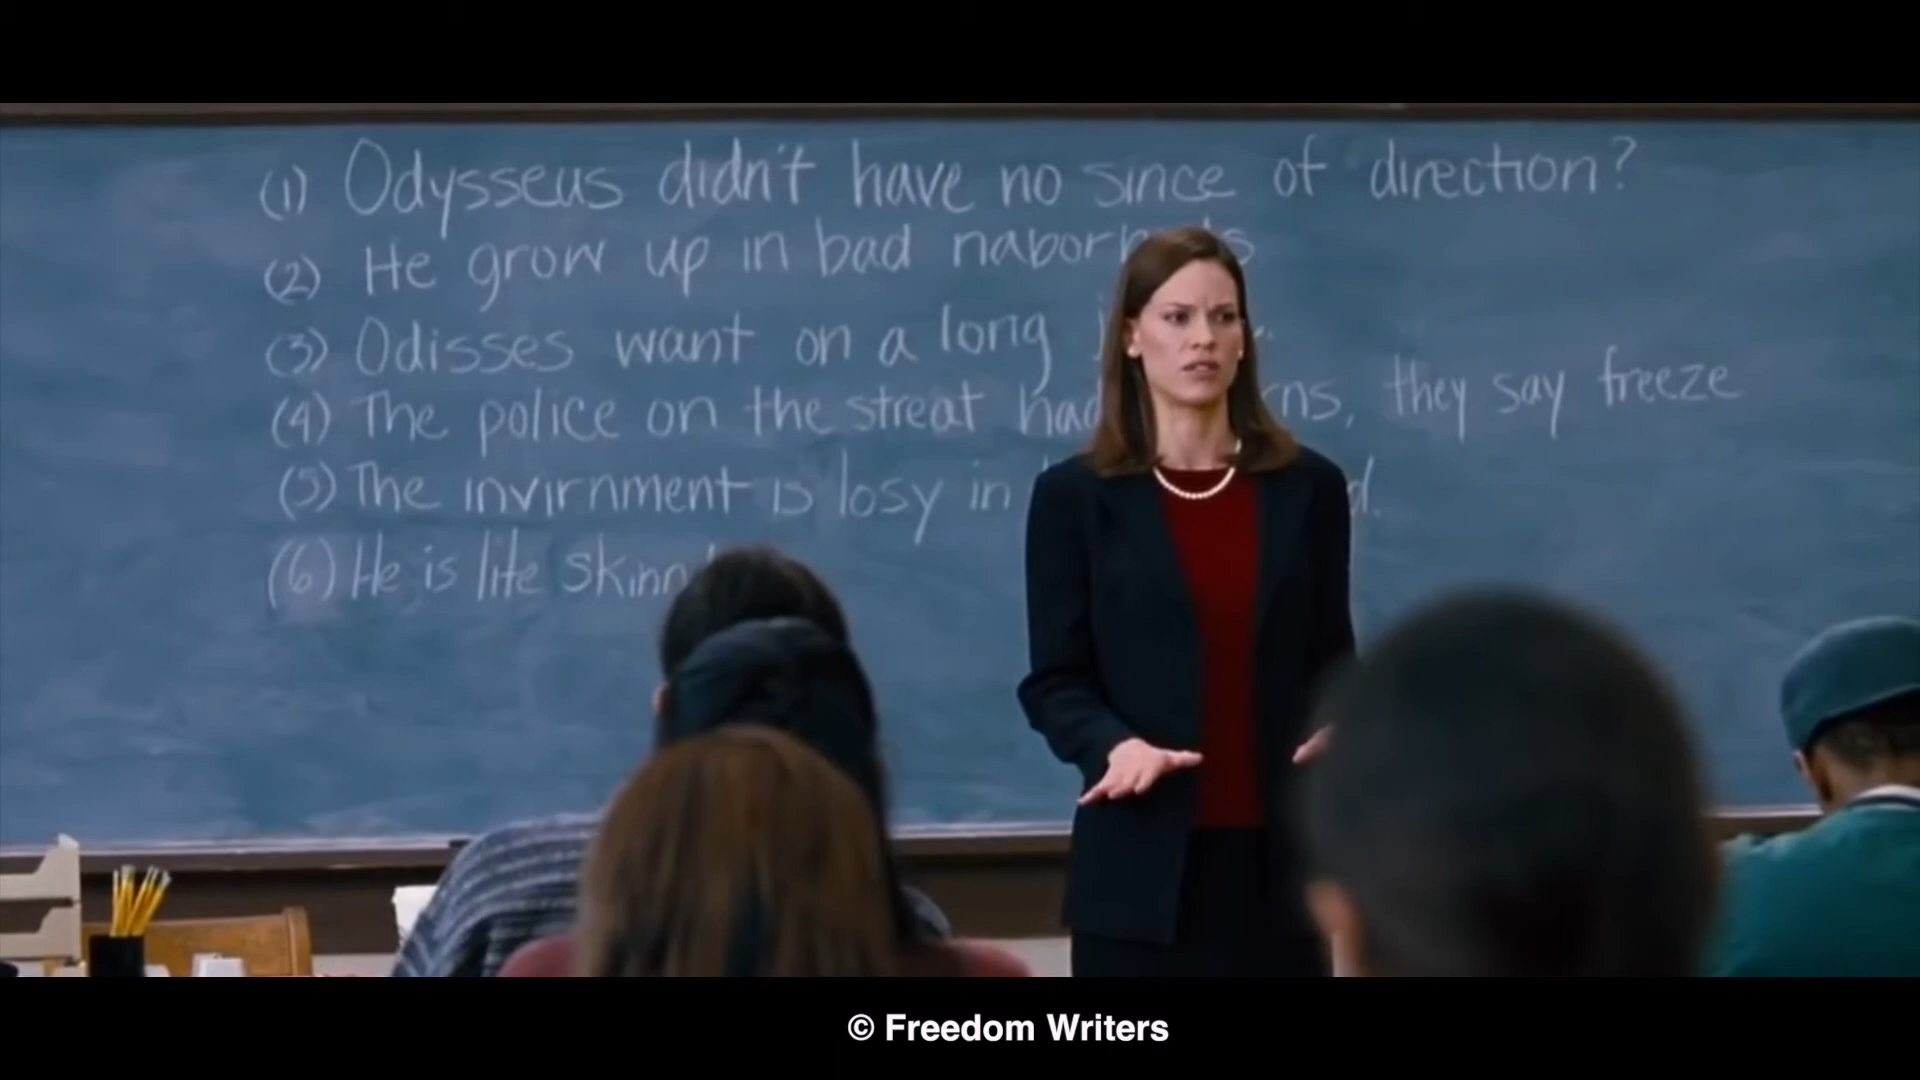 (1) Odysseus didn't have no since of direction?
(2) He grow up in bad
(3) Odisses want on a long
(4) The police on the streat had they say freeze
(5) The invirnment is losy in
(6) He is lite
© Freedom Writers